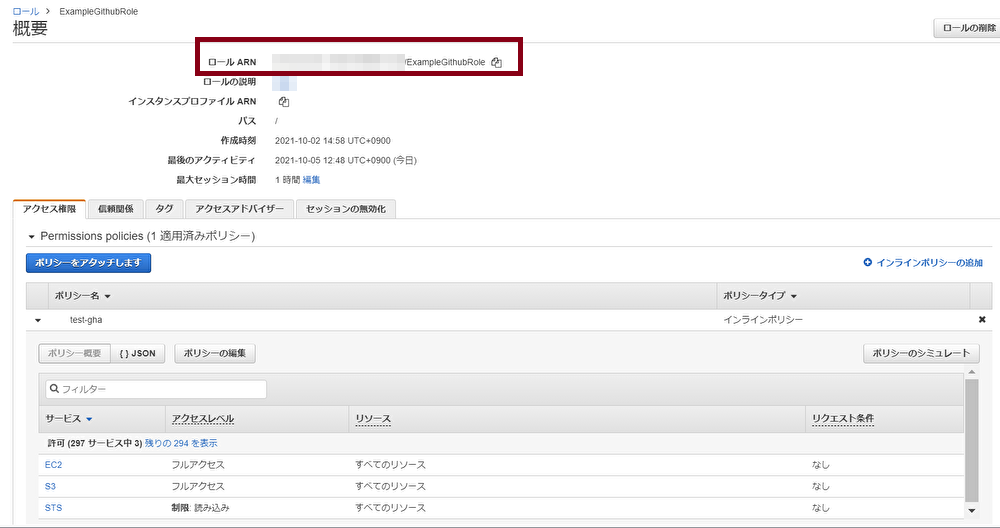 ロール > ExampleGithubRole
概要
ロールの削除
ロール ARN /ExampleGithubRole
ロールの説明
インスタンスプロファイル ARN
パス /
作成時刻 2021-10-02 14:58 UTC+0900
最後のアクティビティ 2021-10-05 12:48 UTC+0900 (今日)
最大セッション時間 1 時間 編集
アクセス権限 信頼関係 タグ アクセスアドバイザー セッションの無効化
Permissions policies (1 適用済みポリシー)
ポリシーをアタッチします インラインポリシーの追加
ポリシー名 ポリシータイプ
test-gha インラインポリシー
ポリシー概要 { } JSON ポリシーの編集 ポリシーのシミュレート
フィルター
サービス アクセスレベル リソース リクエスト条件
許可 (297 サービス中 3) 残りの 294 を表示
EC2 フルアクセス すべてのリソース なし
S3 フルアクセス すべてのリソース なし
STS 制限: 読み込み すべてのリソース なし